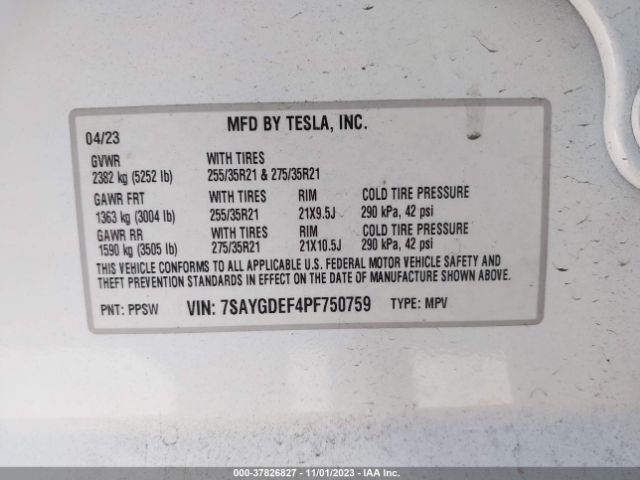 MFD BY TESLA, INC.
04/23
GVWR WITH TIRES
2382 kg (5252 lb) 255/35R21 & 275/35R21
GAWR FRT WITH TIRES RIM COLD TIRE PRESSURE
1363 kg (3004 lb) 255/35R21 21X9.5J 290 kPa, 42 psi
GAWR RR WITH TIRES RIM COLD TIRE PRESSURE
1590 kg (3505 lb) 275/35R21 21X10.5J 290 kPa, 42 psi
THIS VEHICLE CONFORMS TO ALL APPLICABLE U.S. FEDERAL MOTOR VEHICLE SAFETY AND
THEFT PREVENTION STANDARDS IN EFFECT ON THE DATE OF MANUFACTURE SHOWN ABOVE.
PNT: PPSW VIN: 7SAYGDEF4PF750759 TYPE: MPV
000-37826827 - 11/01/2023 - IAA Inc.